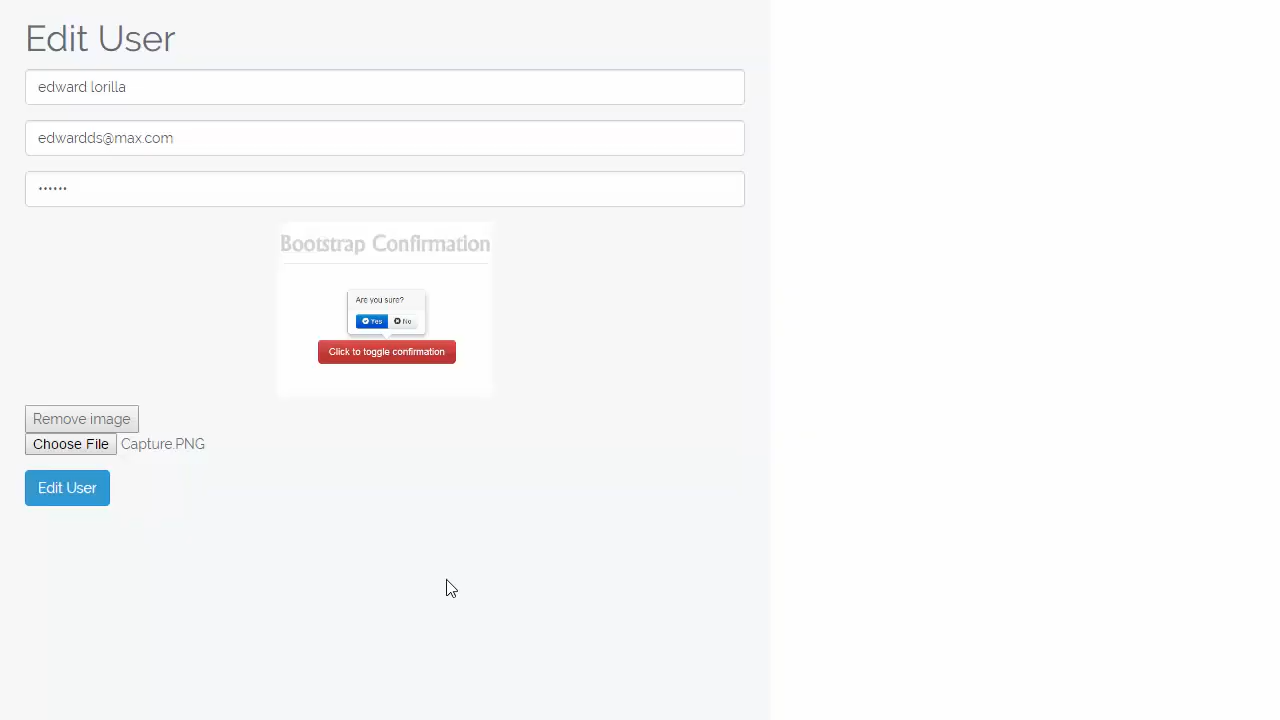 Edit User
edward lorilla
edwardds@max.com
••••••
Bootstrap Confirmation
Are you sure?
Yes No
Click to toggle confirmation
Remove image
Choose File Capture.PNG
Edit User